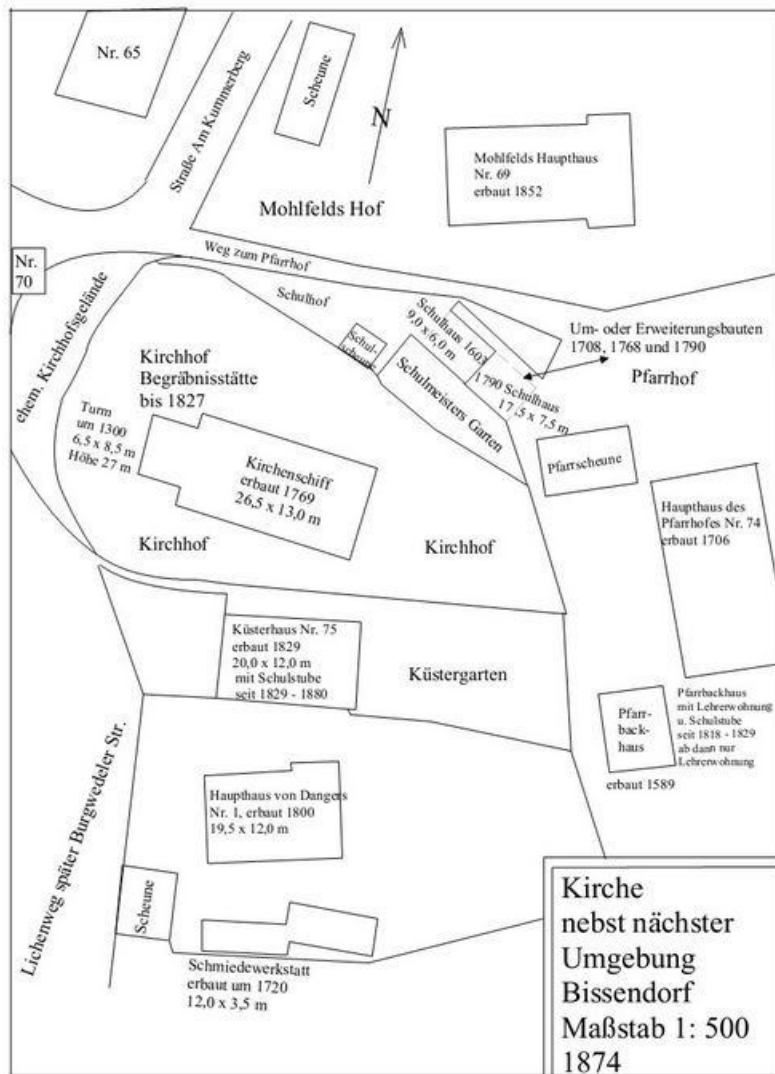 Nr. 65
Straße Am Kummerberg
Scheune
N
Mohlfelds Haupthaus
Nr. 69
erbaut 1852
Mohlfelds Hof
Weg zum Pfarrhof
Nr.
70
ehem. Kirchhofsgelände
Schulhof
Schul-
scheune
Schulhaus 1603
9,0 x 6,0 m
Um- oder Erweiterungsbauten
1708, 1768 und 1790
Pfarrhof
1790 Schulhaus
17,5 x 7,5 m
Schulmeisters Garten
Kirchhof
Begräbnisstätte
bis 1827
Turm
um 1300
6,5 x 8,5 m
Höhe 27 m
Kirchenschiff
erbaut 1769
26,5 x 13,0 m
Pfarrscheune
Haupthaus des
Pfarrhofes Nr. 74
erbaut 1706
Kirchhof
Kirchhof
Küsterhaus Nr. 75
erbaut 1829
20,0 x 12,0 m
mit Schulstube
seit 1829 - 1880
Küstergarten
Pfarr-
back-
haus
Pfarrbackhaus
mit Lehrerwohnung
u. Schulstube
seit 1818 - 1829
ab dann nur
Lehrerwohnung
erbaut 1589
Haupthaus von Dangers
Nr. 1, erbaut 1800
19,5 x 12,0 m
Lichenweg später Burgwedeler Str.
Scheune
Schmiedewerkstatt
erbaut um 1720
12,0 x 3,5 m
Kirche
nebst nächster
Umgebung
Bissendorf
Maßstab 1: 500
1874